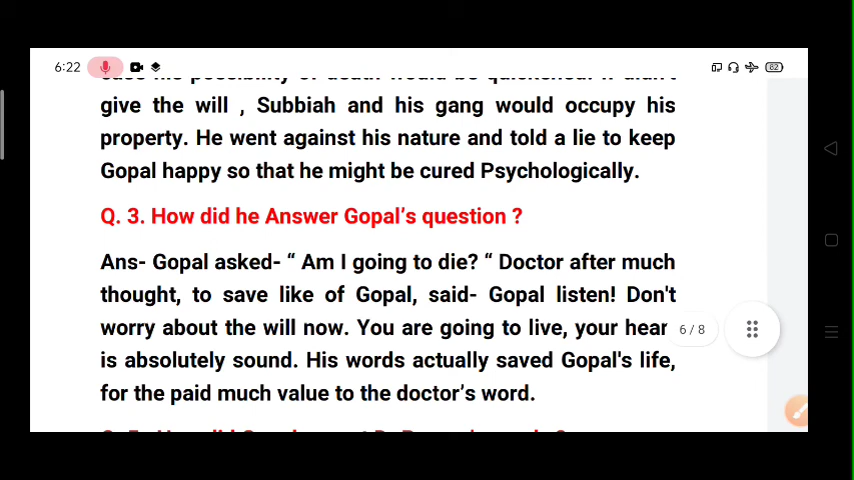 6:22
82
give the will , Subbiah and his gang would occupy his
property. He went against his nature and told a lie to keep
Gopal happy so that he might be cured Psychologically.
Q. 3. How did he Answer Gopal's question ?
Ans- Gopal asked- “ Am I going to die? “ Doctor after much
thought, to save like of Gopal, said- Gopal listen! Don't
worry about the will now. You are going to live, your hear
6 / 8
is absolutely sound. His words actually saved Gopal's life,
for the paid much value to the doctor's word.